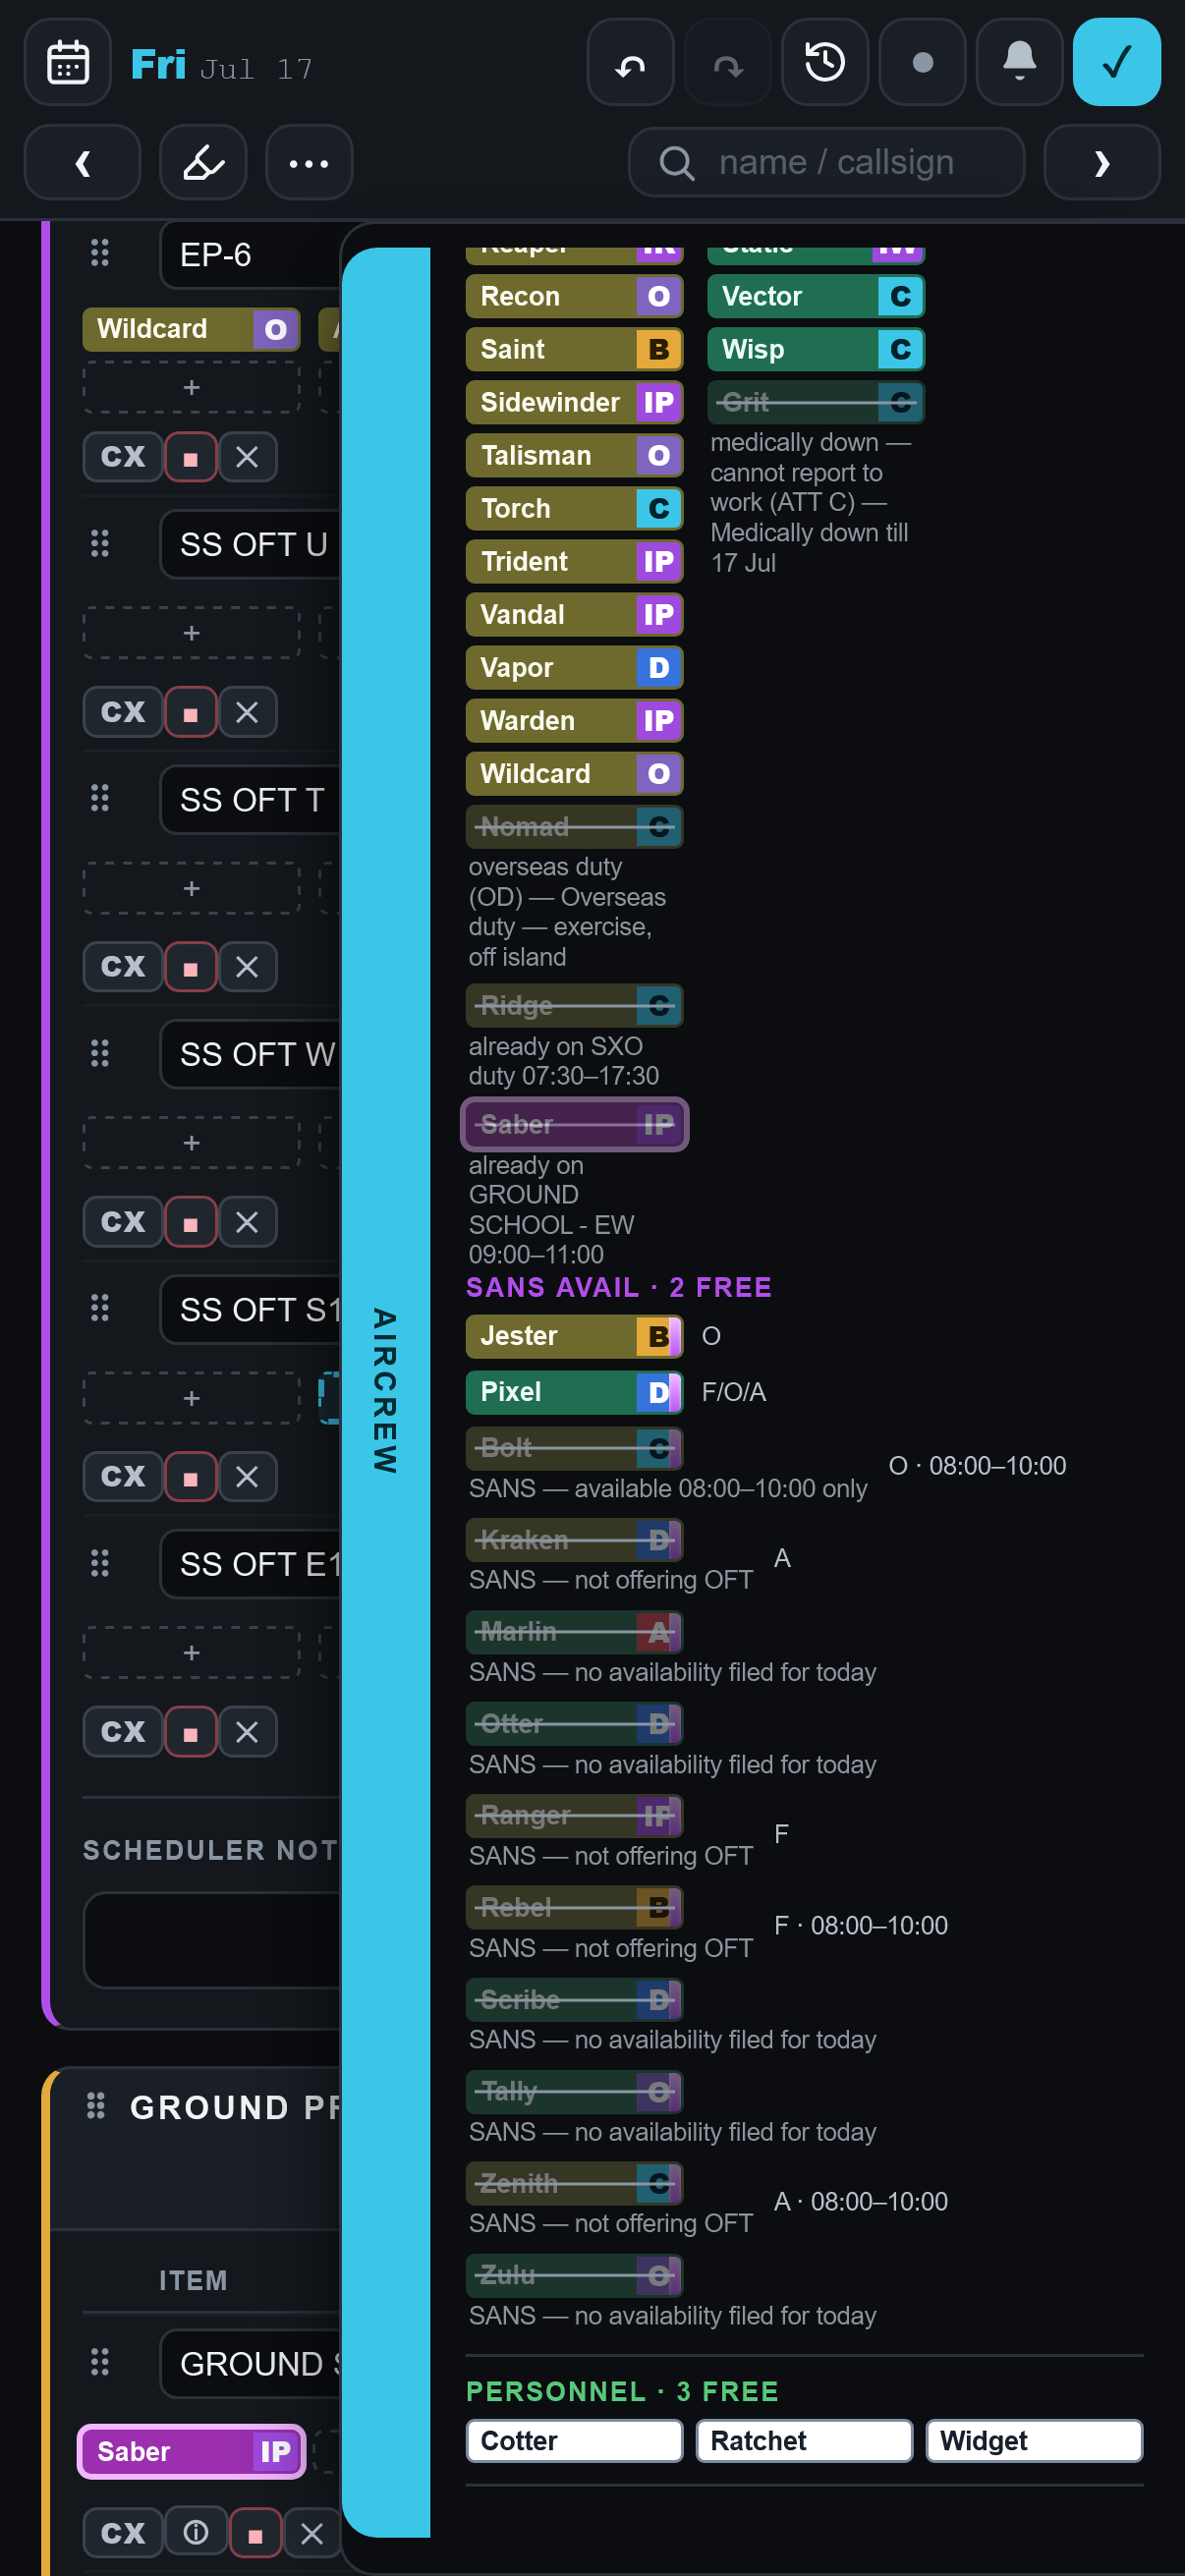 Fri Jul 17
name / callsign
EP-6
Wildcard O
+
CX
SS OFT U
+
CX
SS OFT T
+
CX
SS OFT W
+
CX
SS OFT S1
+
CX
SS OFT E1
+
CX
SCHEDULER NOT
GROUND PR
ITEM
GROUND S
Saber IP
CX
AIRCREW
Reaper IR
Recon O
Saint B
Sidewinder IP
Talisman O
Torch C
Trident IP
Vandal IP
Vapor D
Warden IP
Wildcard O
Nomad C
overseas duty
(OD) — Overseas
duty — exercise,
off island
Ridge C
already on SXO
duty 07:30–17:30
Saber IP
already on
GROUND
SCHOOL - EW
09:00–11:00
Static IW
Vector C
Wisp C
Grit C
medically down —
cannot report to
work (ATT C) —
Medically down till
17 Jul
SANS AVAIL · 2 FREE
Jester B O
Pixel D F/O/A
Bolt C
SANS — available 08:00–10:00 only
O · 08:00–10:00
Kraken D
SANS — not offering OFT
A
Marlin A
SANS — no availability filed for today
Otter D
SANS — no availability filed for today
Ranger IP
SANS — not offering OFT
F
Rebel B
SANS — not offering OFT
F · 08:00–10:00
Scribe D
SANS — no availability filed for today
Tally O
SANS — no availability filed for today
Zenith C
SANS — not offering OFT
A · 08:00–10:00
Zulu O
SANS — no availability filed for today
PERSONNEL · 3 FREE
Cotter Ratchet Widget